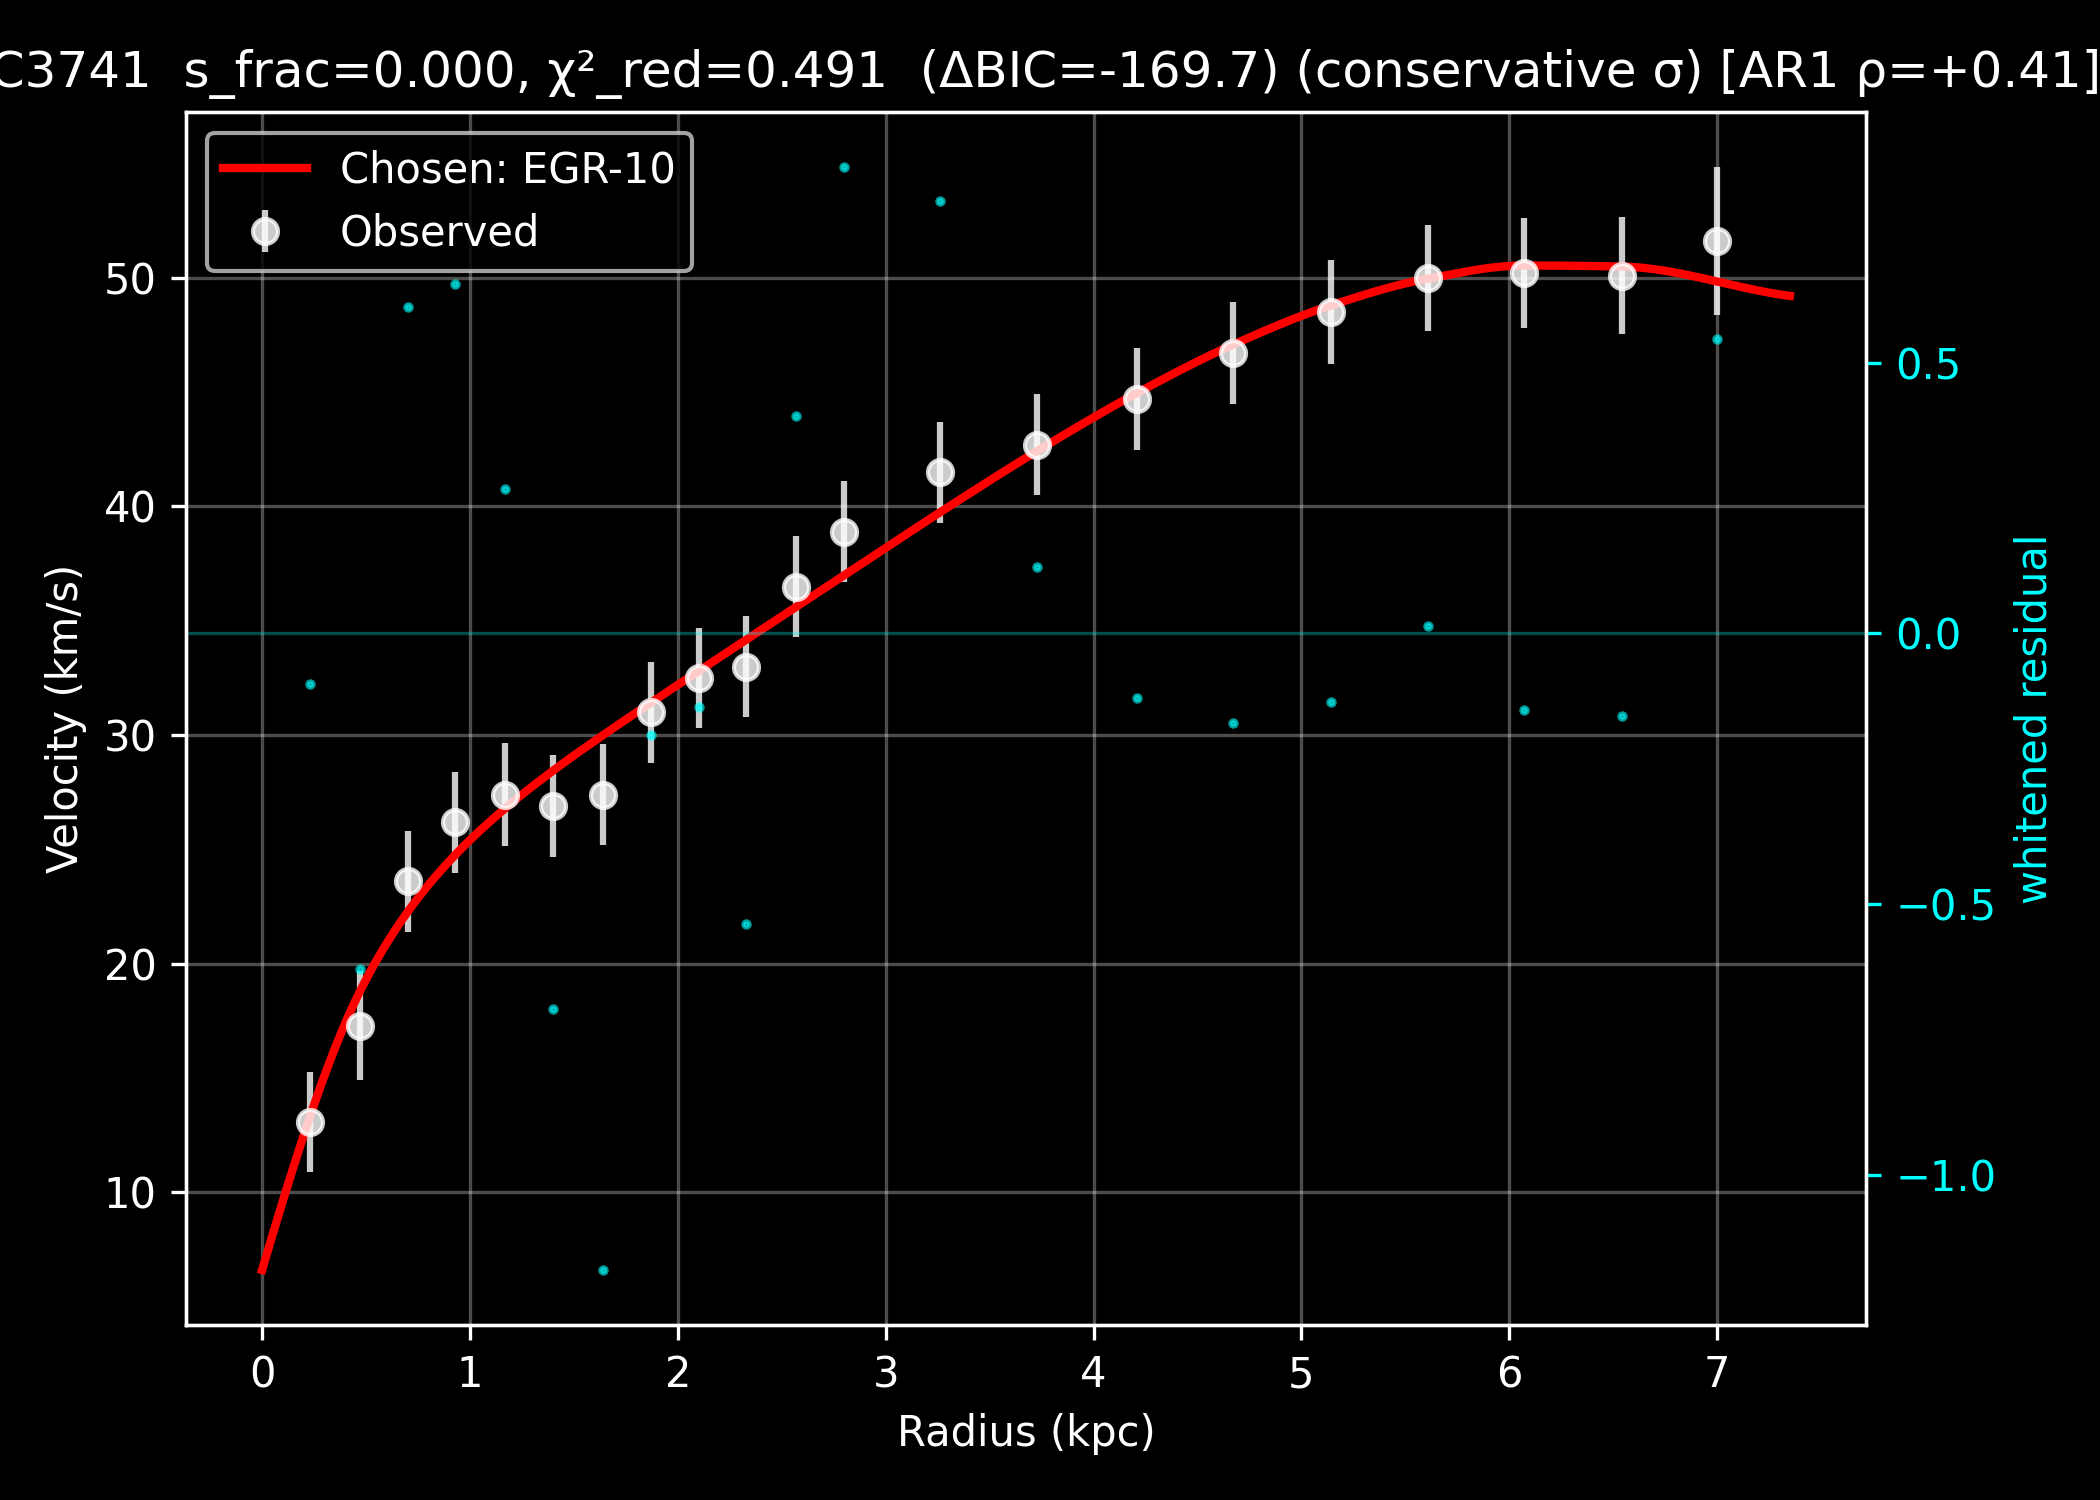 C3741 s_frac=0.000, χ²_red=0.491 (ΔBIC=-169.7) (conservative σ) [AR1 ρ=+0.41]
Chosen: EGR-10
Observed
50
40
30
20
10
Velocity (km/s)
0.5
0.0
−0.5
−1.0
whitened residual
0 1 2 3 4 5 6 7
Radius (kpc)